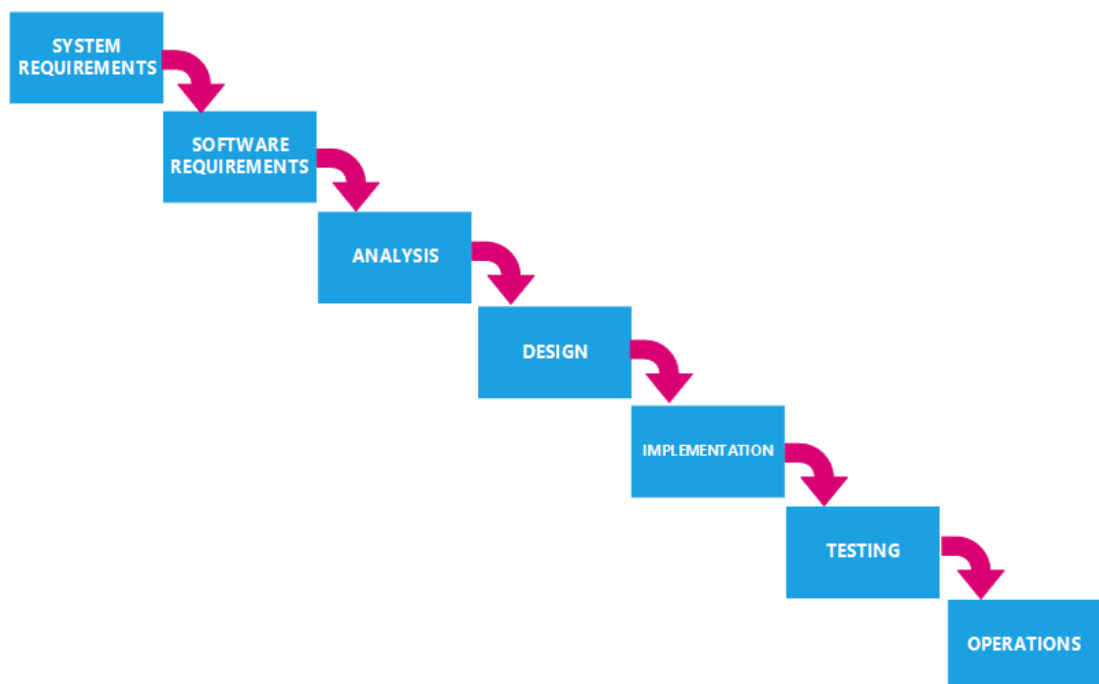 SYSTEM
REQUIREMENTS
SOFTWARE
REQUIREMENTS
ANALYSIS
DESIGN
IMPLEMENTATION
TESTING
OPERATIONS